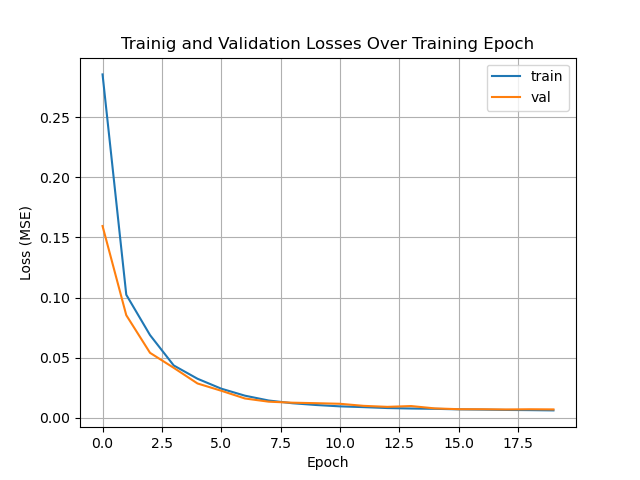 Trainig and Validation Losses Over Training Epoch
train
val
Loss (MSE)
0.25
0.20
0.15
0.10
0.05
0.00
0.0 2.5 5.0 7.5 10.0 12.5 15.0 17.5
Epoch